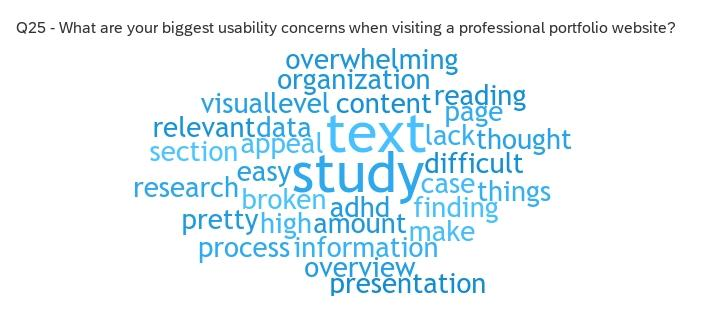 Q25 - What are your biggest usability concerns when visiting a professional portfolio website?
overwhelming
organization
visual level content reading
page
relevant data text lack thought
section appeal
study difficult
easy case things
research broken adhd finding
pretty high amount make
process information
overview
presentation